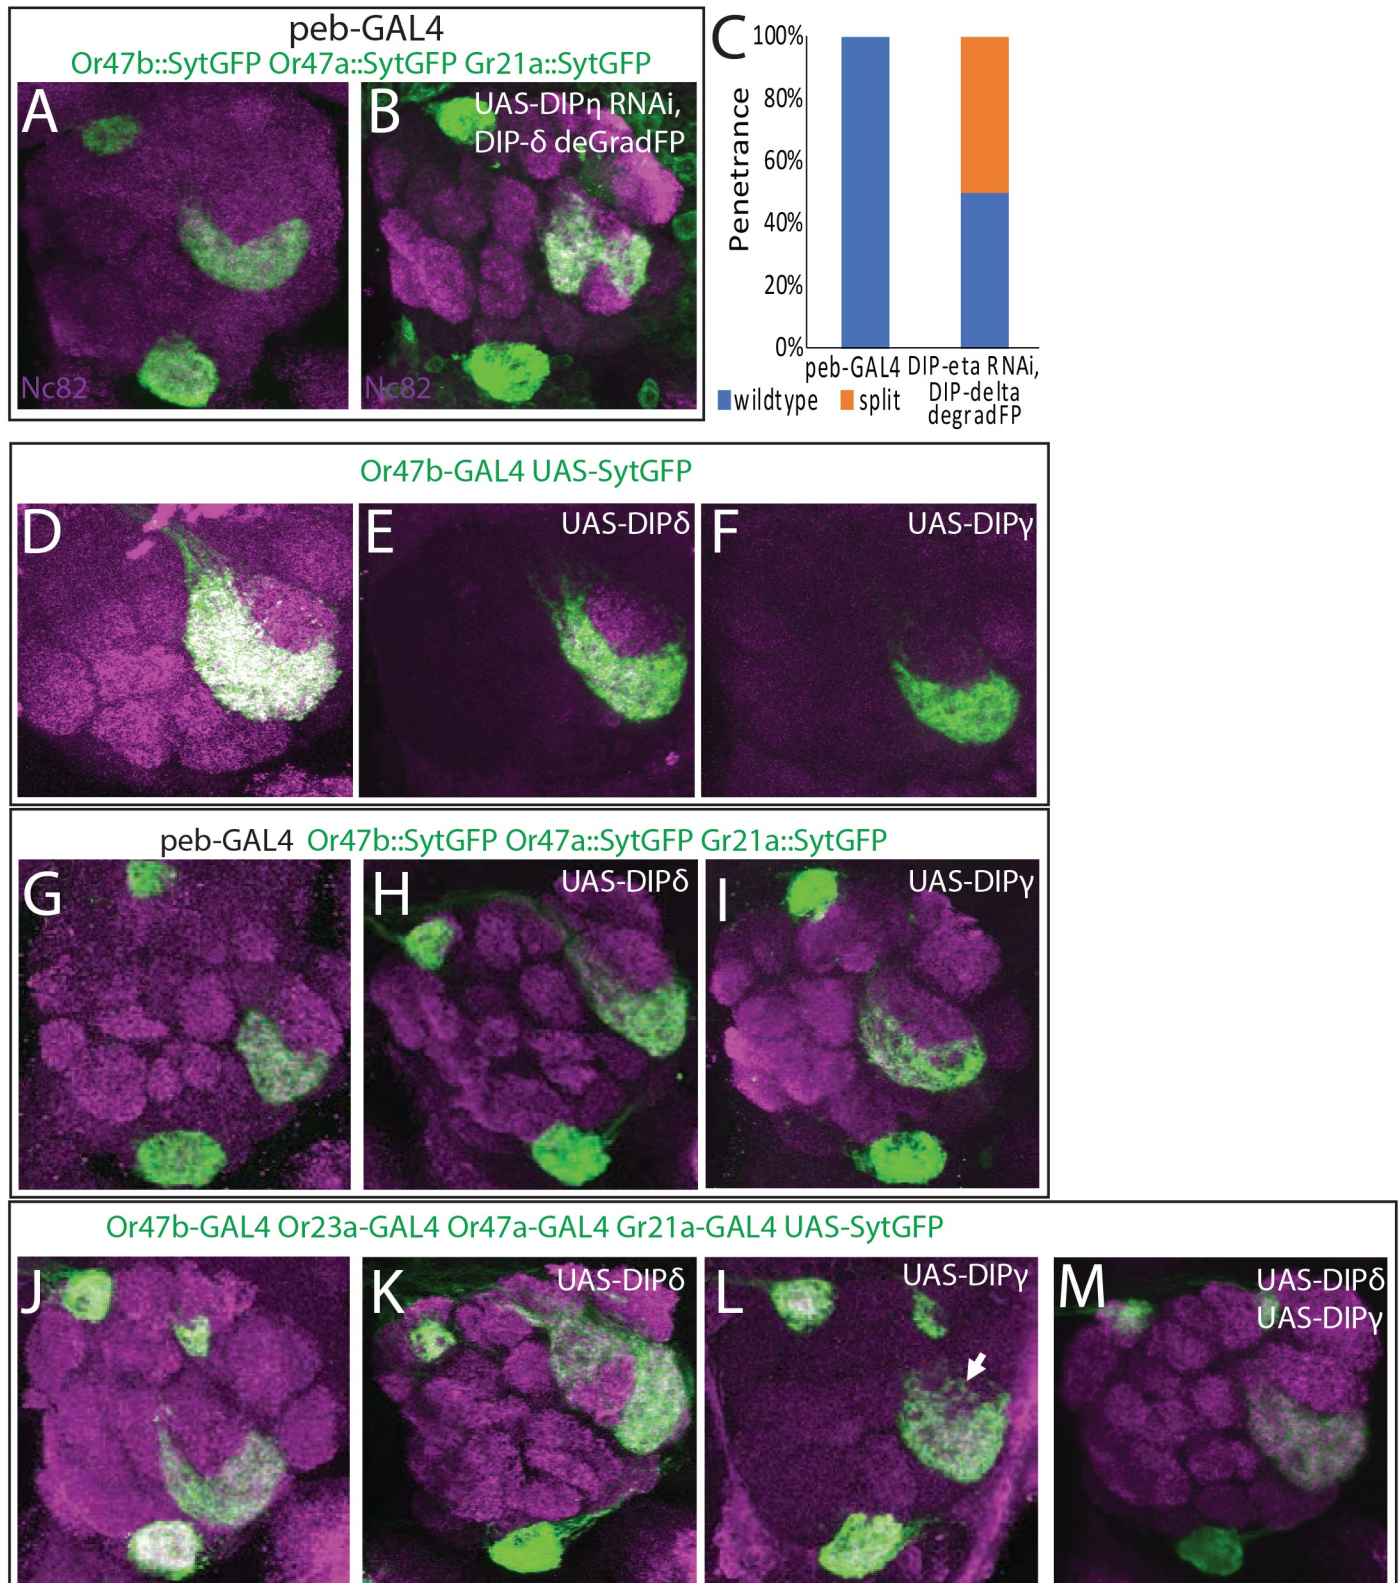 peb-GAL4
Or47b::SytGFP Or47a::SytGFP Gr21a::SytGFP
A
Nc82
B
UAS-DIPη RNAi,
DIP-δ deGradFP
Nc82
C
Penetrance
100%
80%
60%
40%
20%
0%
peb-GAL4
DIP-eta RNAi,
DIP-delta
degradFP
wildtype
split
Or47b-GAL4 UAS-SytGFP
D
E
UAS-DIPδ
F
UAS-DIPγ
peb-GAL4 Or47b::SytGFP Or47a::SytGFP Gr21a::SytGFP
G
H
UAS-DIPδ
I
UAS-DIPγ
Or47b-GAL4 Or23a-GAL4 Or47a-GAL4 Gr21a-GAL4 UAS-SytGFP
J
K
UAS-DIPδ
L
UAS-DIPγ
M
UAS-DIPδ
UAS-DIPγ